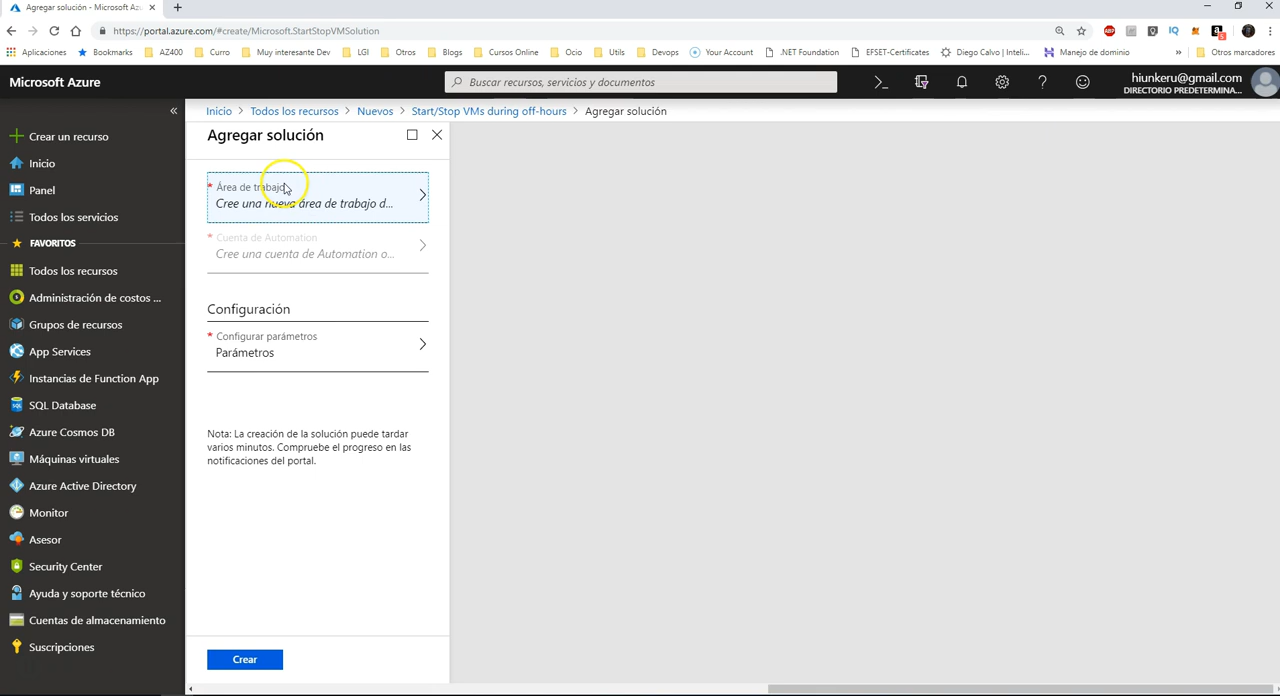 Agregar solución - Microsoft Az
https://portal.azure.com/#create/Microsoft.StartStopVMSolution
Aplicaciones
Bookmarks
AZ400
Curro
Muy interesante Dev
LGI
Otros
Blogs
Cursos Online
Ocio
Utils
Devops
Your Account
.NET Foundation
EFSET-Certificates
Diego Calvo | Inteli...
Manejo de dominio
»
Otros marcadores
Microsoft Azure
Buscar recursos, servicios y documentos
hiunkeru@gmail.com
DIRECTORIO PREDETERMINA...
«
Crear un recurso
Inicio
Panel
Todos los servicios
FAVORITOS
Todos los recursos
Administración de costos ...
Grupos de recursos
App Services
Instancias de Function App
SQL Database
Azure Cosmos DB
Máquinas virtuales
Azure Active Directory
Monitor
Asesor
Security Center
Ayuda y soporte técnico
Cuentas de almacenamiento
Suscripciones
Inicio > Todos los recursos > Nuevos > Start/Stop VMs during off-hours > Agregar solución
Agregar solución
* Área de trabajo
Cree una nueva área de trabajo d...
* Cuenta de Automation
Cree una cuenta de Automation o...
Configuración
* Configurar parámetros
Parámetros
Nota: La creación de la solución puede tardar
varios minutos. Compruebe el progreso en las
notificaciones del portal.
Crear